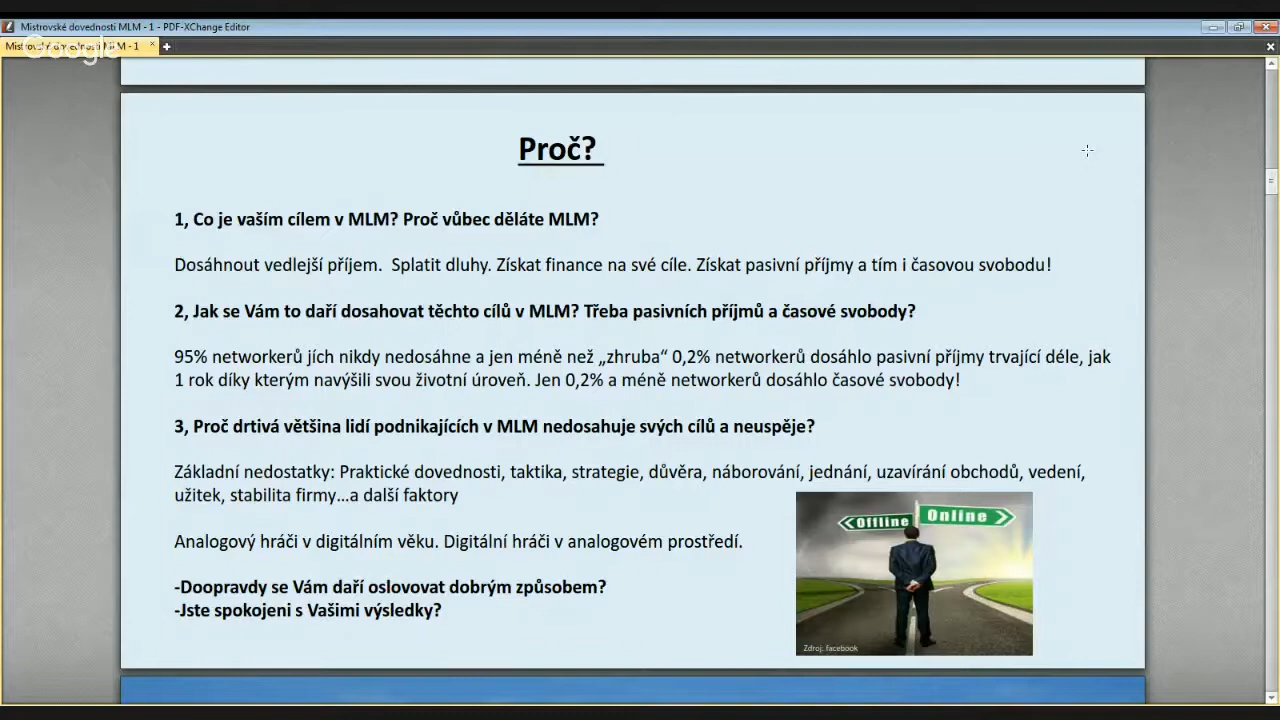 Mistrovské dovednosti MLM - 1 - PDF-XChange Editor
Mistrovské dovednosti MLM - 1
Google
Proč?
1, Co je vaším cílem v MLM? Proč vůbec děláte MLM?
Dosáhnout vedlejší příjem.  Splatit dluhy. Získat finance na své cíle. Získat pasivní příjmy a tím i časovou svobodu!
2, Jak se Vám to daří dosahovat těchto cílů v MLM? Třeba pasivních příjmů a časové svobody?
95% networkerů jích nikdy nedosáhne a jen méně než „zhruba“ 0,2% networkerů dosáhlo pasivní příjmy trvající déle, jak
1 rok díky kterým navýšili svou životní úroveň. Jen 0,2% a méně networkerů dosáhlo časové svobody!
3, Proč drtivá většina lidí podnikajících v MLM nedosahuje svých cílů a neuspěje?
Základní nedostatky: Praktické dovednosti, taktika, strategie, důvěra, náborování, jednání, uzavírání obchodů, vedení,
užitek, stabilita firmy…a další faktory
Offline
Online
Analogový hráči v digitálním věku. Digitální hráči v analogovém prostředí.
-Doopravdy se Vám daří oslovovat dobrým způsobem?
-Jste spokojeni s Vašimi výsledky?
Zdroj: facebook